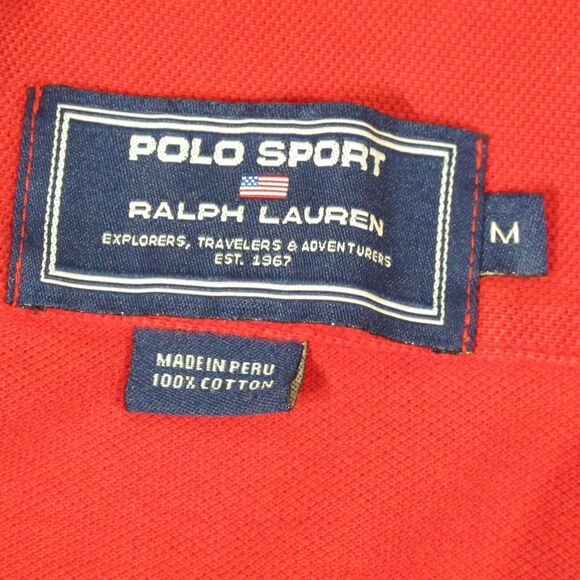 POLO SPORT
RALPH LAUREN
EXPLORERS, TRAVELERS & ADVENTURERS
EST. 1967
M
MADE IN PERU
100% COTTON